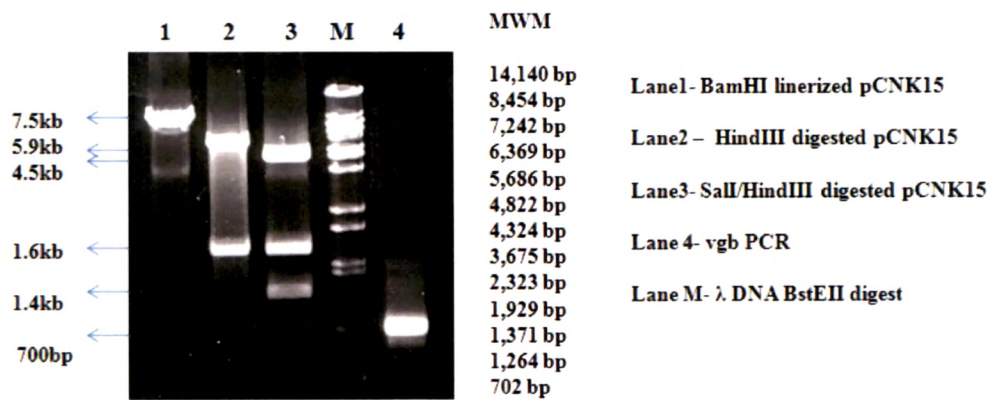 1 2 3 M 4
7.5kb
5.9kb
4.5kb
1.6kb
1.4kb
700bp
MWM
14,140 bp
8,454 bp
7,242 bp
6,369 bp
5,686 bp
4,822 bp
4,324 bp
3,675 bp
2,323 bp
1,929 bp
1,371 bp
1,264 bp
702 bp
Lane1- BamHI linerized pCNK15
Lane2 – HindIII digested pCNK15
Lane3- SalI/HindIII digested pCNK15
Lane 4- vgb PCR
Lane M- λ DNA BstEII digest